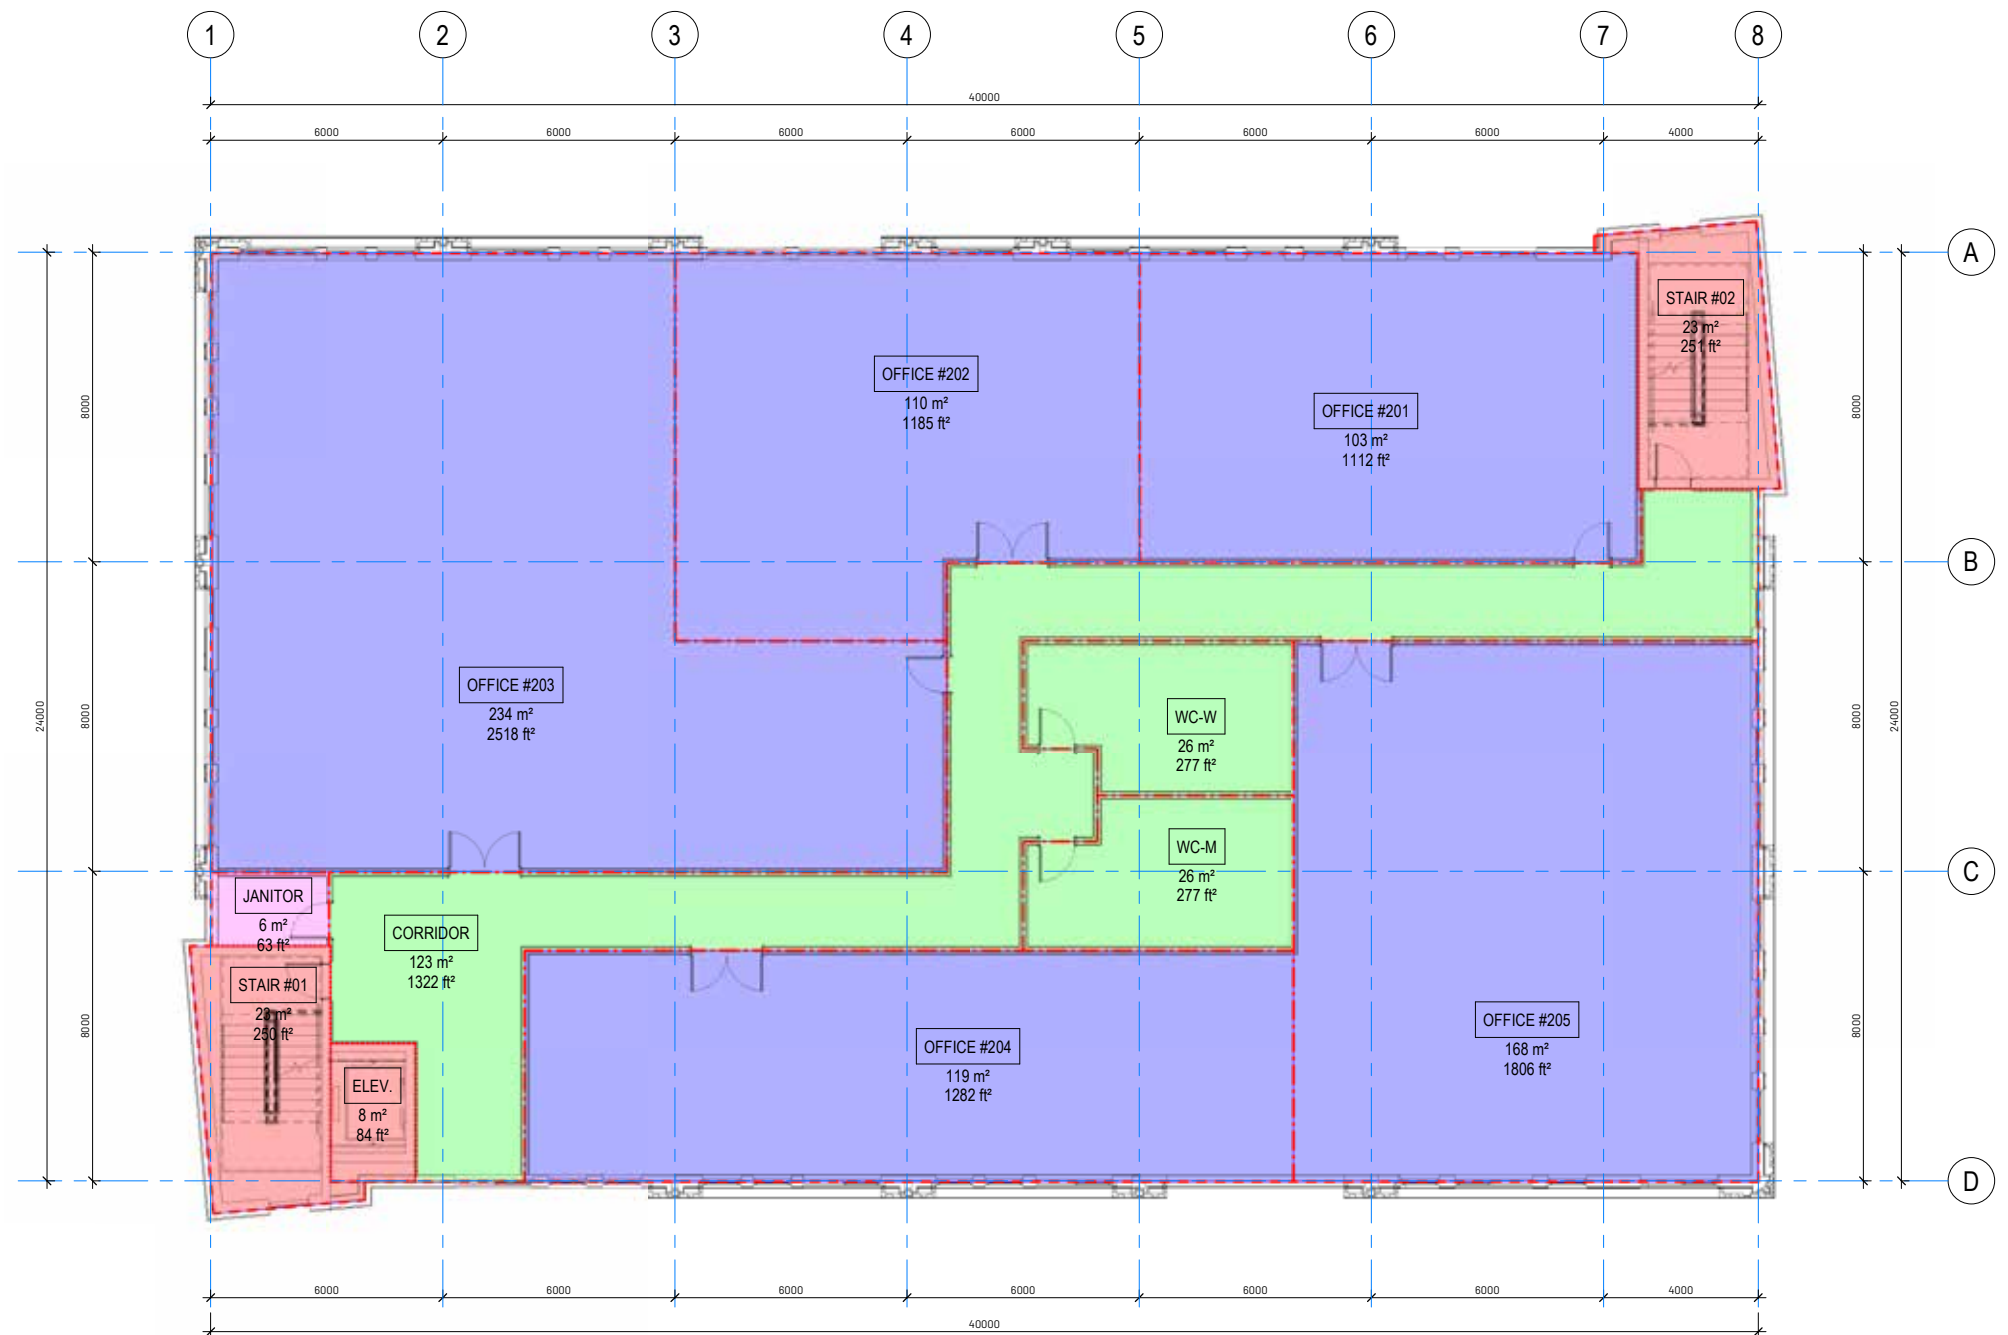 1 2 3 4 5 6 7 8
40000
6000 6000 6000 6000 6000 6000 4000
A
B
C
D
24000
8000
8000
8000
8000
8000
8000
24000
STAIR #02
23 m²
251 ft²
OFFICE #202
110 m²
1185 ft²
OFFICE #201
103 m²
1112 ft²
OFFICE #203
234 m²
2518 ft²
WC-W
26 m²
277 ft²
WC-M
26 m²
277 ft²
JANITOR
6 m²
63 ft²
CORRIDOR
123 m²
1322 ft²
STAIR #01
23 m²
250 ft²
ELEV.
8 m²
84 ft²
OFFICE #204
119 m²
1282 ft²
OFFICE #205
168 m²
1806 ft²
6000 6000 6000 6000 6000 6000 4000
40000